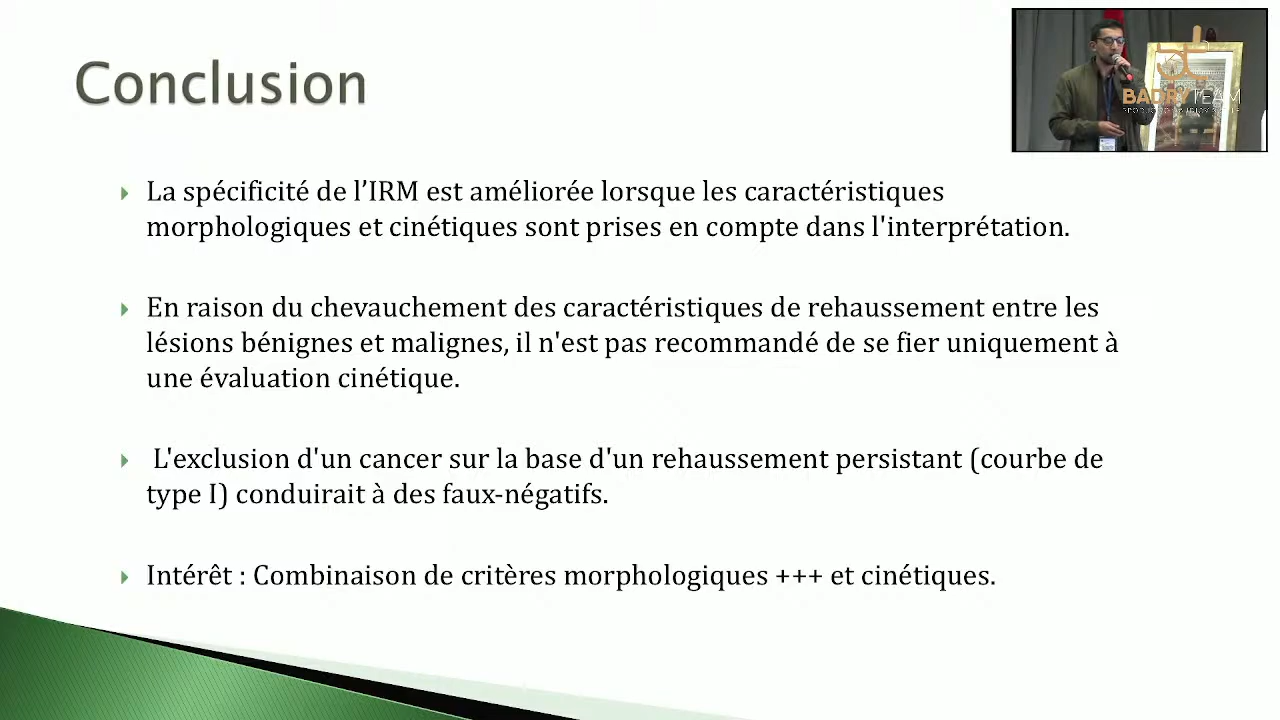 Conclusion
La spécificité de l’IRM est améliorée lorsque les caractéristiques
morphologiques et cinétiques sont prises en compte dans l'interprétation.
En raison du chevauchement des caractéristiques de rehaussement entre les
lésions bénignes et malignes, il n'est pas recommandé de se fier uniquement à
une évaluation cinétique.
L'exclusion d'un cancer sur la base d'un rehaussement persistant (courbe de
type I) conduirait à des faux-négatifs.
Intérêt : Combinaison de critères morphologiques +++ et cinétiques.
BADRY TEAM